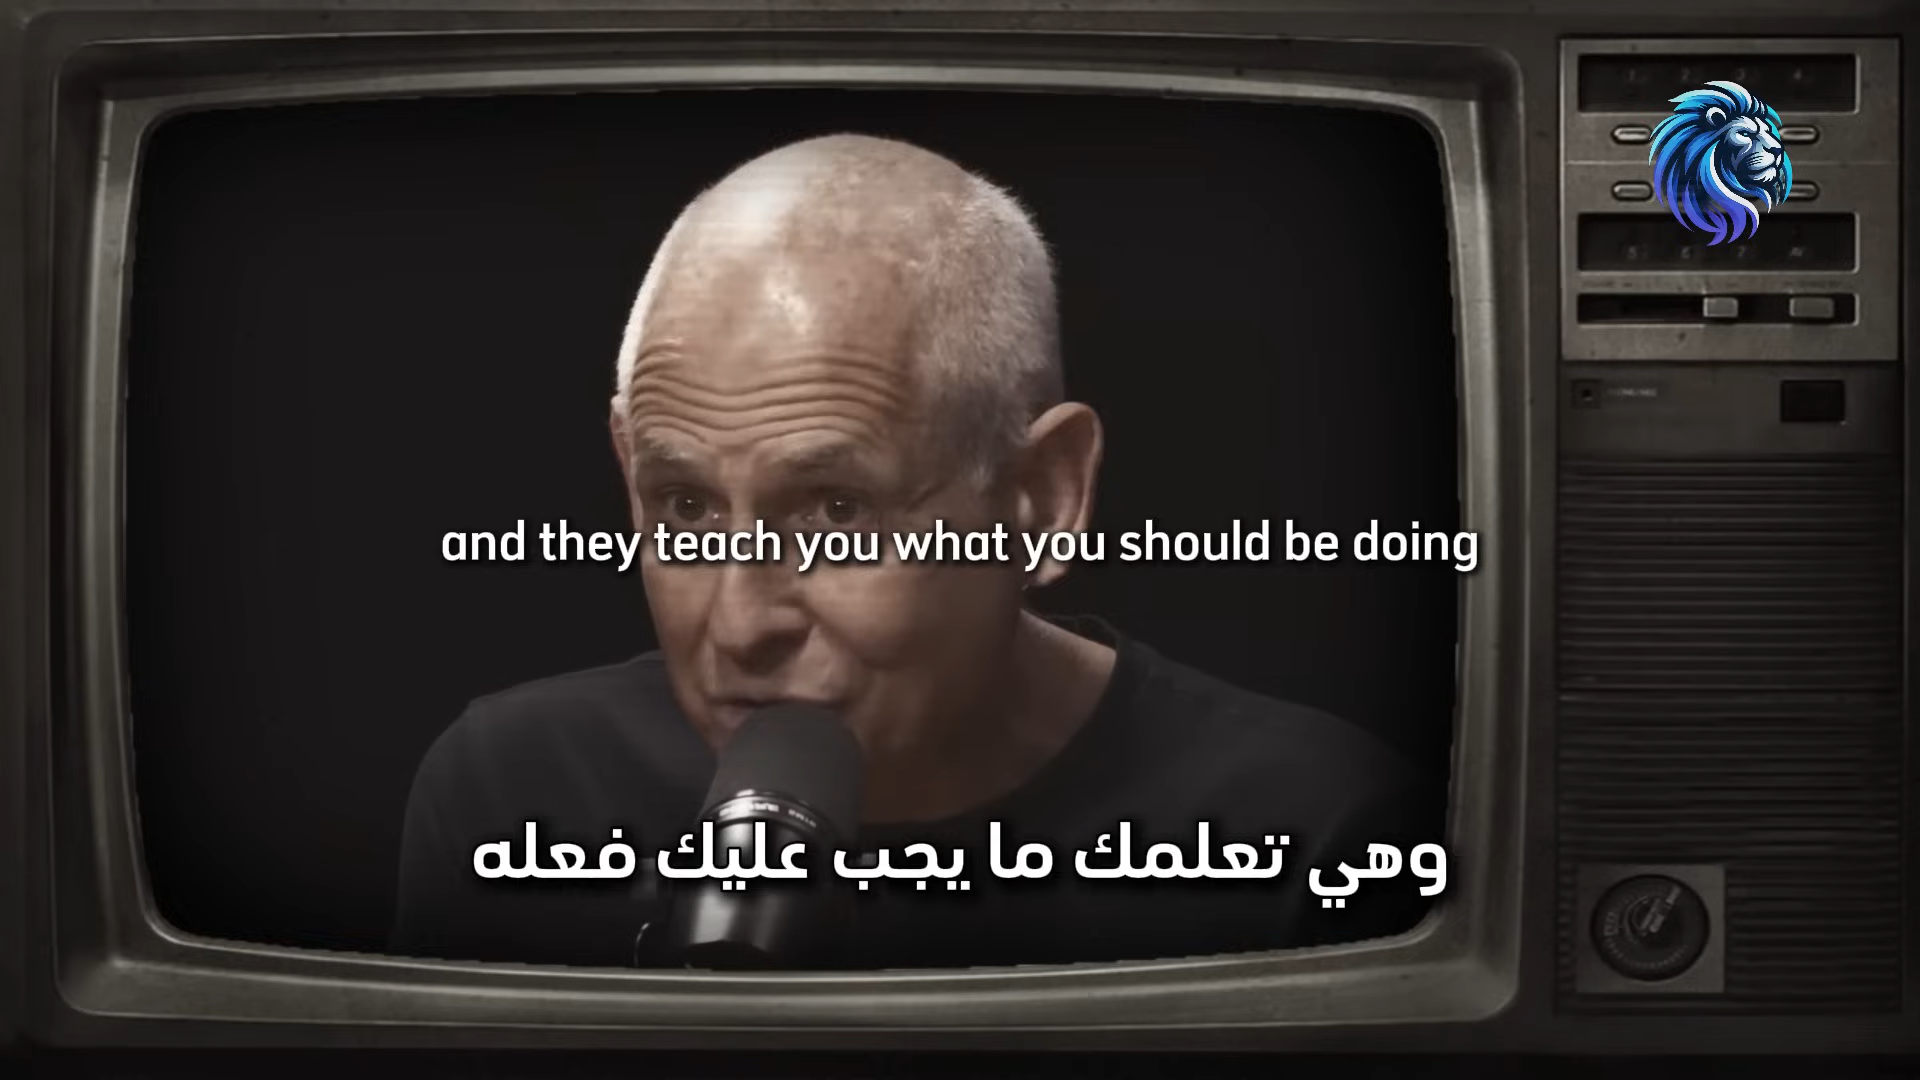 and they teach you what you should be doing
وهي تعلمك ما يجب عليك فعله